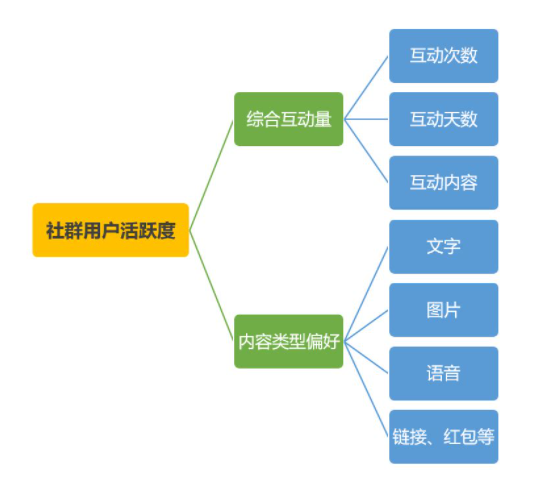 社群用户活跃度
综合互动量
互动次数
互动天数
互动内容
内容类型偏好
文字
图片
语音
链接、红包等